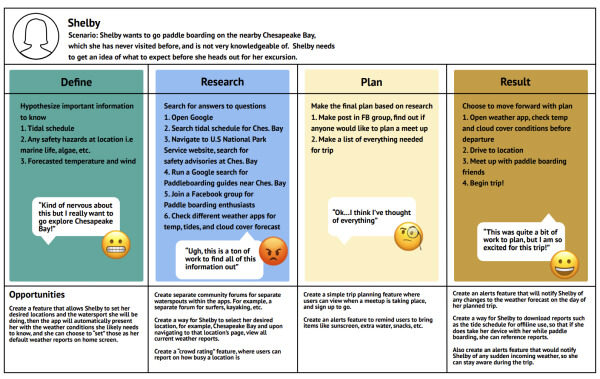 Shelby
Scenario: Shelby wants to go paddle boarding on the nearby Chesapeake Bay,
which she has never visited before, and is not very knowledgeable of. Shelby needs
to get an idea of what to expect before she heads out for her excursion.
Define
Hypothesize important information
to know
1. Tidal schedule
2. Any safety hazards at location i.e
marine life, algae, etc.
3. Forecasted temperature and wind
"Kind of nervous about
this but I really want to
go explore Chesapeake
Bay!"
Research
Search for answers to questions
1. Open Google
2. Search tidal schedule for Ches. Bay
3. Navigate to U.S National Park
Service website, search for
safety advisories at Ches. Bay
4. Run a Google search for
Paddleboarding guides near Ches. Bay
5. Join a Facebook group for
Paddle boarding enthusiasts
6. Check different weather apps for
temp, tides, and cloud cover forecast
"Ugh, this is a ton of
work to find all of this
information out"
Plan
Make the final plan based on research
1. Make post in FB group, find out if
anyone would like to plan a meet up
2. Make a list of everything needed
for trip
"Ok...I think I've thought
of everything"
Result
Choose to move forward with plan
1. Open weather app, check temp
and cloud cover conditions before
departure
2. Drive to location
3. Meet up with paddle boarding
friends
4. Begin trip!
"This was quite a bit of
work to plan, but I am so
excited for this trip!"
Opportunities
Create a feature that allows Shelby to set her
desired locations and the watersport she will be
doing, then the app will automatically present
her with the weather conditions she likely needs
to know, and she can choose to "set" those as her
default weather reports on home screen.
Create separate community forums for separate
waterspouts within the apps. For example, a
separate forum for surfers, kayaking, etc.
Create a way for Shelby to select her desired
location, for example, Chesapeake Bay and upon
navigating to that location's page, view all
current weather reports.
Create a "crowd rating" feature, where users can
report on how busy a location is
Create a simple trip planning feature where
users can view when a meetup is taking place,
and sign up to go.
Create an alerts feature to remind users to bring
items like sunscreen, extra water, snacks, etc.
Create an alerts feature that will notify Shelby of
any changes to the weather forecast on the day of
her planned trip.
Create a way for Shelby to download reports such
as the tide schedule for offline use, so that if she
does take her device with her while paddle
boarding, she can reference reports.
Also create an alerts feature that would notify
Shelby of any sudden incoming weather, so she
can stay aware during the trip.